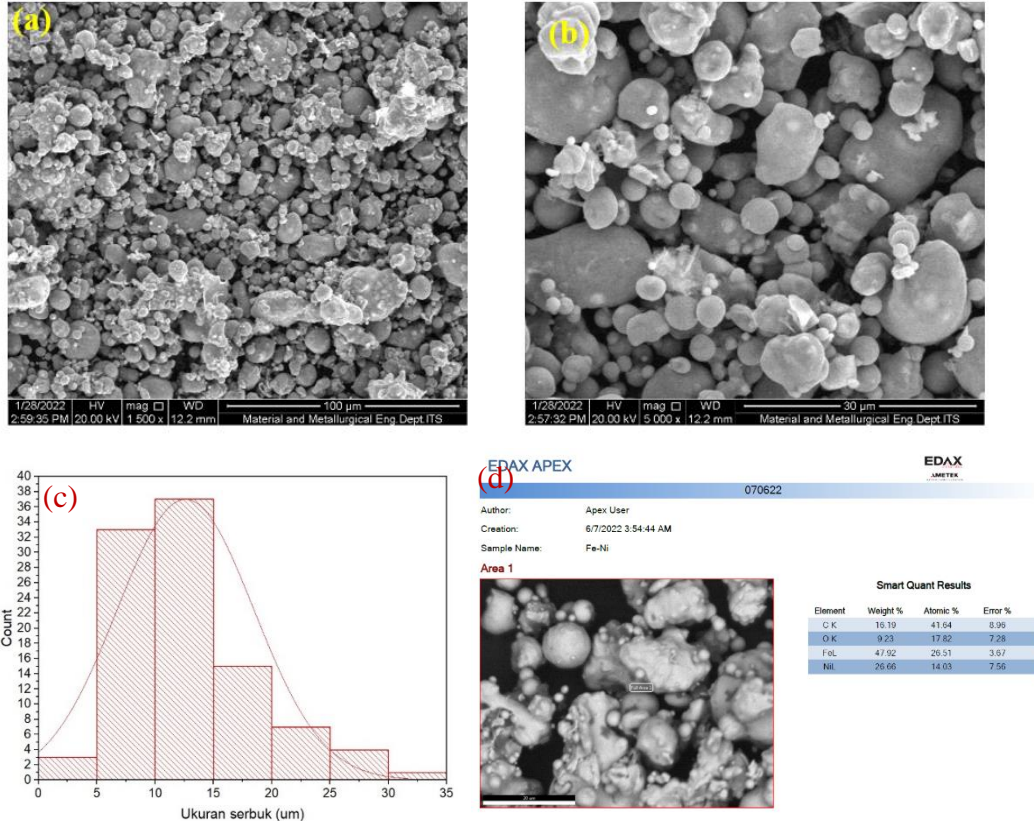 (a)
1/28/2022 HV mag □ WD 100 µm
2:59:35 PM 20.00 kV 1 500 x 12.2 mm Material and Metallurgical Eng Dept.ITS
(b)
1/28/2022 HV mag □ WD 30 µm
2:57:32 PM 20.00 kV 5 000 x 12.2 mm Material and Metallurgical Eng Dept.ITS
(c)
Count
40
38
36
34
32
30
28
26
24
22
20
18
16
14
12
10
8
6
4
2
0
0 5 10 15 20 25 30 35
Ukuran serbuk (um)
(d)
EDAX APEX
EDAX
AMETEK
070622
Author: Apex User
Creation: 6/7/2022 3:54:44 AM
Sample Name: Fe-Ni
Area 1
Smart Quant Results
Element Weight % Atomic % Error %
C K 16.19 41.64 8.96
O K 9.23 17.82 7.28
FeL 47.92 26.51 3.67
NiL 26.66 14.03 7.56
Full Area 1